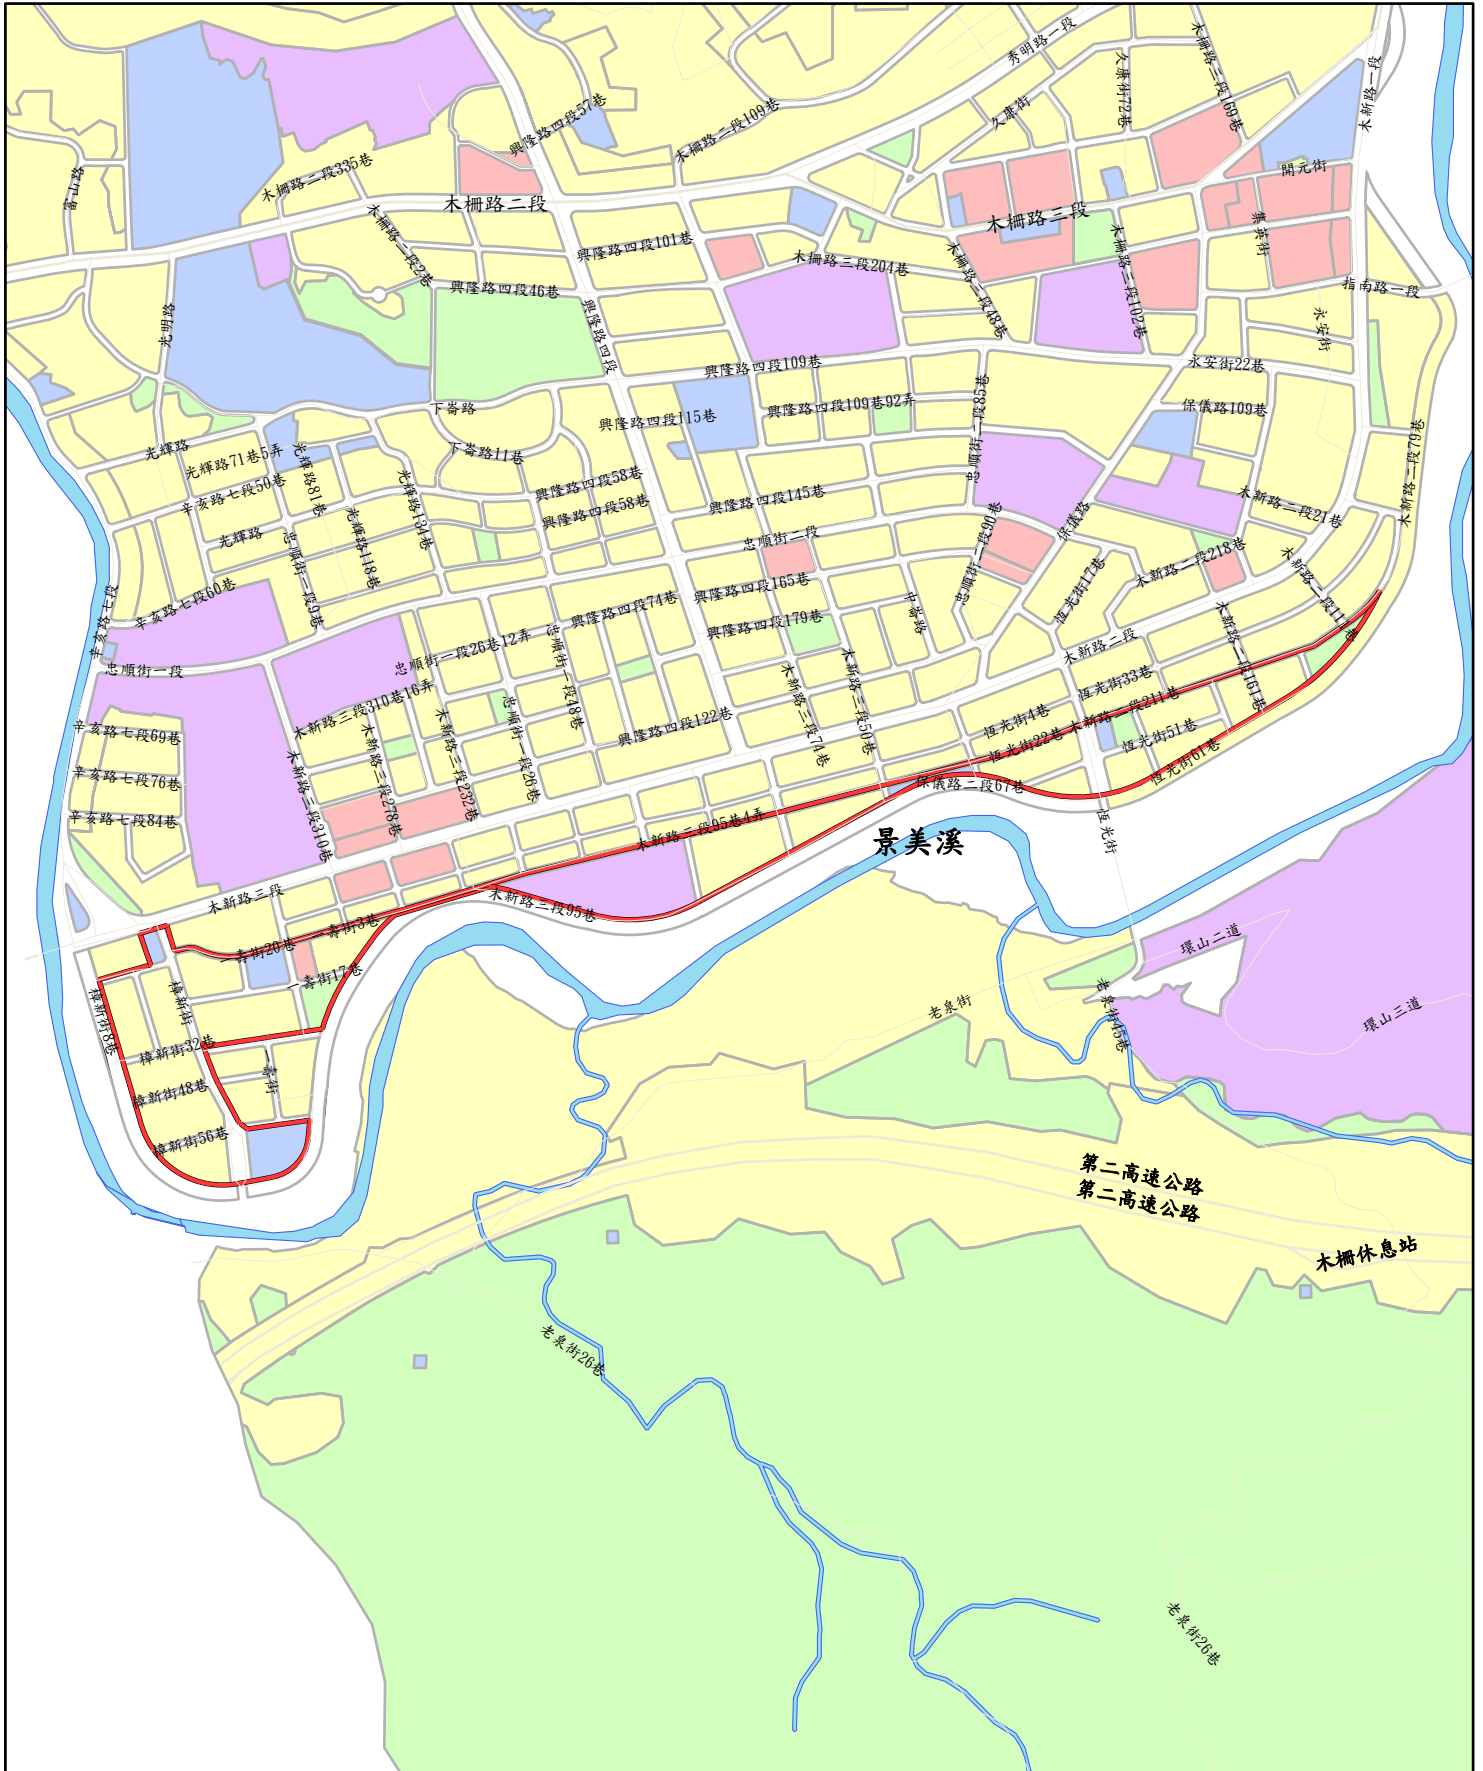 秀明路一段
木柵路二段109巷
興隆路四段57巷
久康街
久康街72巷
木柵路二段169巷
木新路一段
開元街
富山路
木柵路二段335巷
木柵路二段
木柵路二段2巷
興隆路四段101巷
木柵路三段
木柵路三段204巷
木柵路三段48巷
木柵路三段102巷
集英街
指南路一段
永安街
光明路
興隆路四段46巷
興隆路四段
興隆路四段109巷
永安街22巷
保儀路109巷
下崙路
興隆路四段115巷
興隆路四段109巷92弄
忠順街二段85巷
木新路二段79巷
光輝路
光輝路71巷5弄
光輝路81巷
下崙路11巷
辛亥路七段50巷
光輝路134巷
興隆路四段58巷
興隆路四段58巷
興隆路四段145巷
木新路二段21巷
光輝路
光輝路118巷
忠順街二段
忠順街二段90巷
保儀路
忠順街一段9巷
木新路二段218巷
恆光街17巷
木新路二段111巷
辛亥路七段
辛亥路七段60巷
興隆路四段74巷
興隆路四段165巷
興隆路四段179巷
中崙路
木新路二段
木新路二段161巷
忠順街一段
忠順街一段26巷12弄
忠順街一段48巷
木新路三段310巷16弄
忠順街一段26巷
興隆路四段122巷
木新路三段74巷
木新路三段50巷
恆光街33巷
恆光街4巷
木新路二段211巷
恆光街22巷
恆光街51巷
恆光街61巷
辛亥路七段69巷
辛亥路七段76巷
辛亥路七段84巷
木新路三段310巷
木新路三段278巷
木新路三段232巷
保儀路二段67巷
恆光街
木新路二段95巷4弄
景美溪
木新路三段
木新路三段95巷
一壽街3巷
一壽街20巷
一壽街17巷
環山二道
環山三道
樟新街8巷
樟新街
老泉街
老泉街45巷
樟新街32巷
一壽街
樟新街48巷
樟新街56巷
第二高速公路
第二高速公路
木柵休息站
老泉街26巷
老泉街26巷